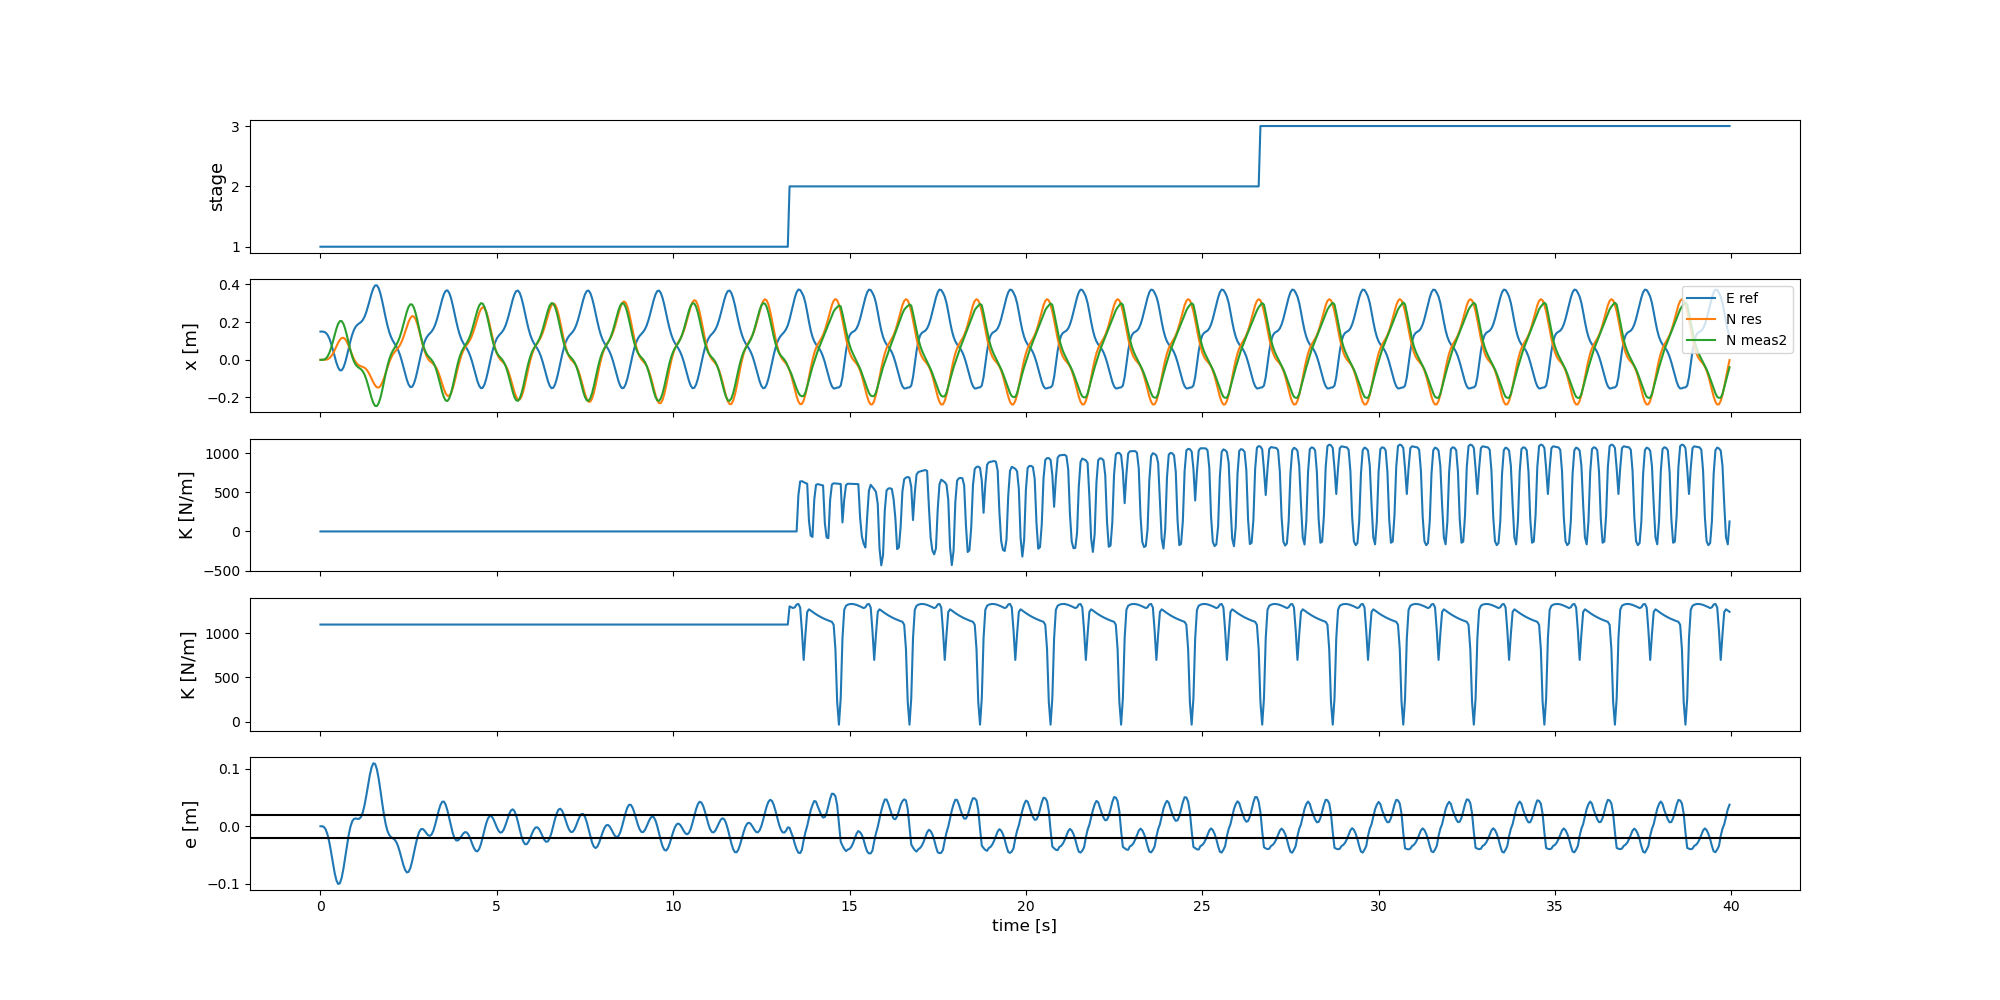 3
2
1
stage
0.4
0.2
0.0
−0.2
x [m]
E ref
N res
N meas2
1000
500
0
−500
K [N/m]
1000
500
0
K [N/m]
0.1
0.0
−0.1
e [m]
0 5 10 15 20 25 30 35 40
time [s]